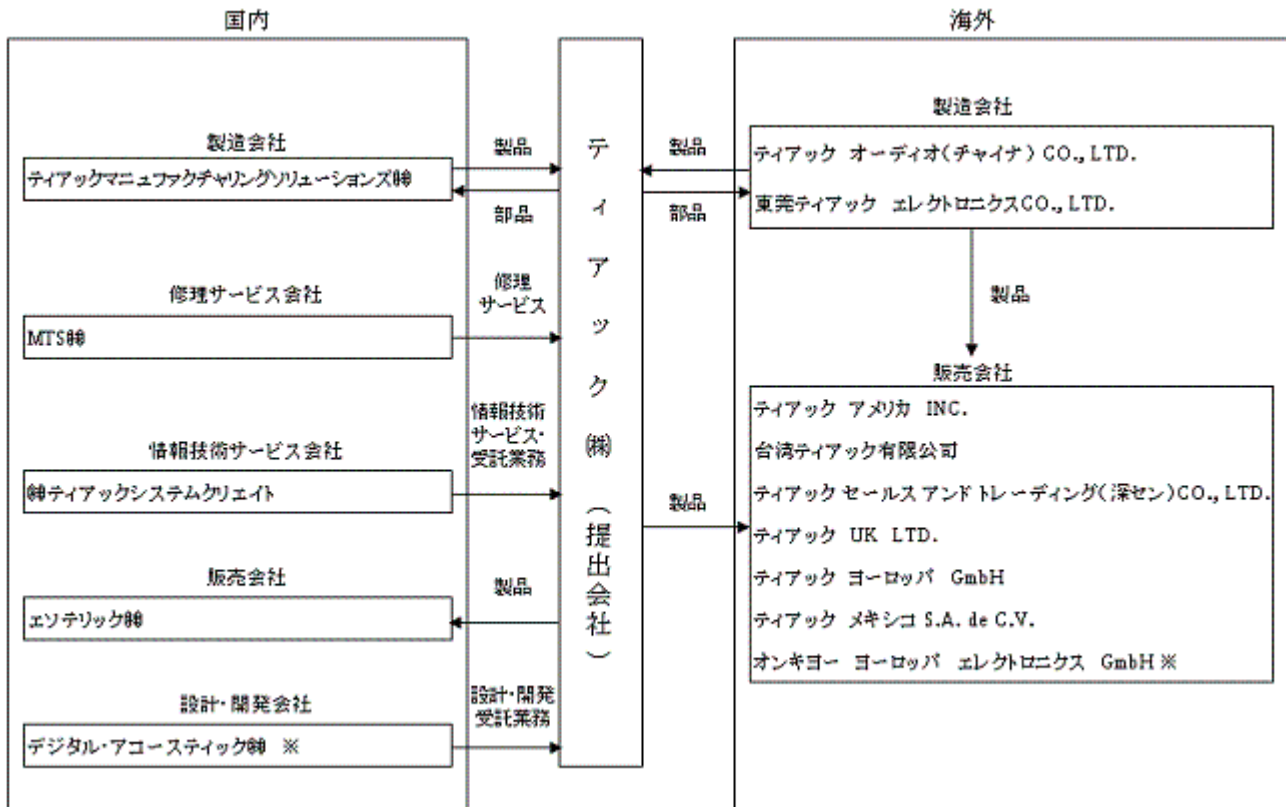 国内
海外
製造会社
ティアックマニュファクチャリングソリューションズ㈱
製品
部品
修理サービス会社
MTS㈱
修理
サービス
情報技術サービス会社
㈱ティアックシステムクリエイト
情報技術
サービス・
受託業務
販売会社
エソテリック㈱
製品
設計・開発会社
デジタル・アコースティック㈱ ※
設計・開発
受託業務
ティアック㈱(提出会社)
製品
部品
製造会社
ティアック オーディオ(チャイナ) CO., LTD.
東莞ティアック エレクトロニクスCO., LTD.
製品
製品
販売会社
ティアック アメリカ INC.
台湾ティアック有限公司
ティアック セールス アンド トレーディング(深セン)CO., LTD.
ティアック UK LTD.
ティアック ヨーロッパ GmbH
ティアック メキシコ S.A. de C.V.
オンキヨー ヨーロッパ エレクトロニクス GmbH ※